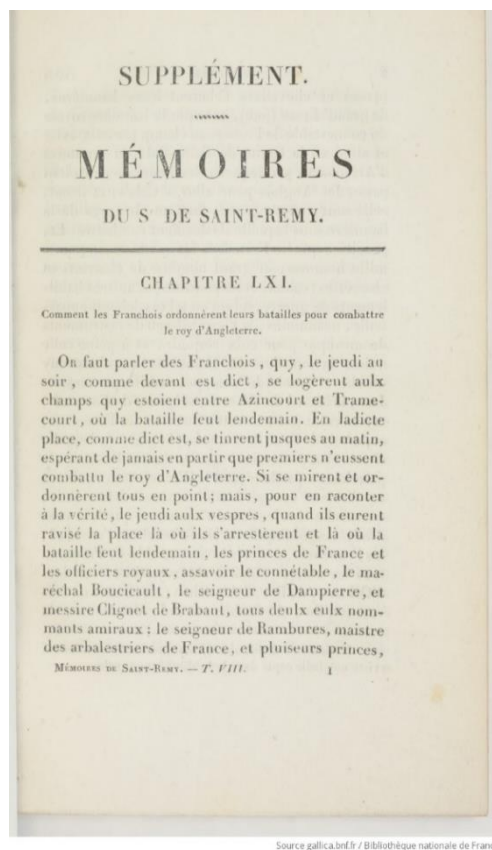 SUPPLÉMENT.
MÉMOIRES
DU S DE SAINT-REMY.
CHAPITRE LXI.
Comment les Franchois ordonnèrent leurs batailles pour combattre
le roy d'Angleterre.
On faut parler des Franchois, quy, le jeudi au
soir, comme devant est dict, se logèrent aulx
champs quy estoient entre Azincourt et Trame-
court, où la bataille feut lendemain. En ladicte
place, comme dict est, se tinrent jusques au matin,
espérant de jamais en partir que premiers n'eussent
combattu le roy d'Angleterre. Si se mirent et or-
donnèrent tous en point; mais, pour en raconter
à la vérité, le jeudi aulx vespres, quand ils eurent
ravisé la place là où ils s'arrestèrent et là où la
bataille feut lendemain, les princes de France et
les officiers royaux, assavoir le connétable, le ma-
réchal Boucicault, le seigneur de Dampierre, et
messire Clignet de Brabant, tous deulx eulx nom-
mants amiraux : le seigneur de Rambures, maistre
des arbalestriers de France, et pluiseurs princes,
MÉMOIRES DE SAINT-REMY. — T. VIII. 1
Source gallica.bnf.fr / Bibliothèque nationale de Franc